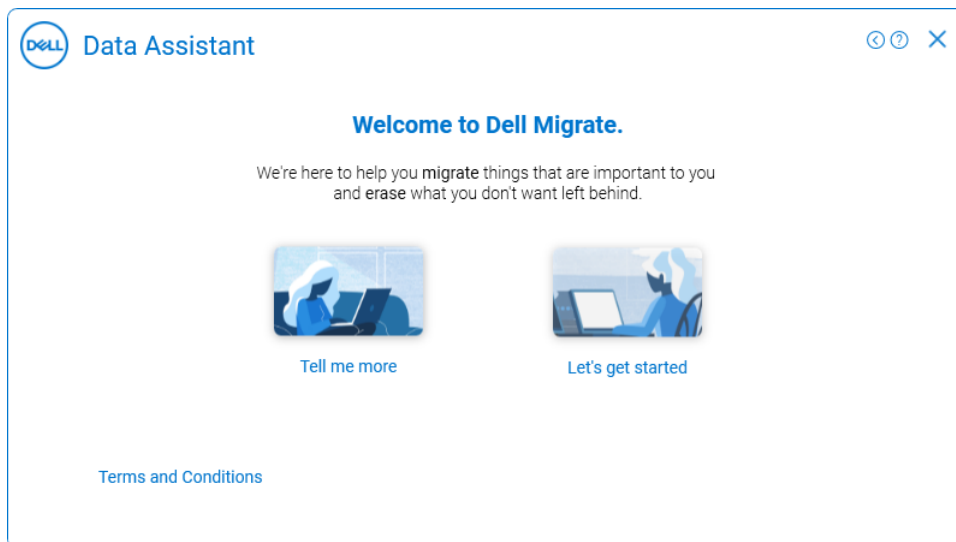 DELL
Data Assistant
Welcome to Dell Migrate.
We're here to help you migrate things that are important to you
and erase what you don't want left behind.
Tell me more
Let's get started
Terms and Conditions